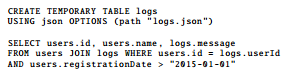 CREATE TEMPORARY TABLE logs
USING json OPTIONS (path "logs.json")
SELECT users.id, users.name, logs.message
FROM users JOIN logs WHERE users.id = logs.userId
AND users.registrationDate > "2015-01-01"